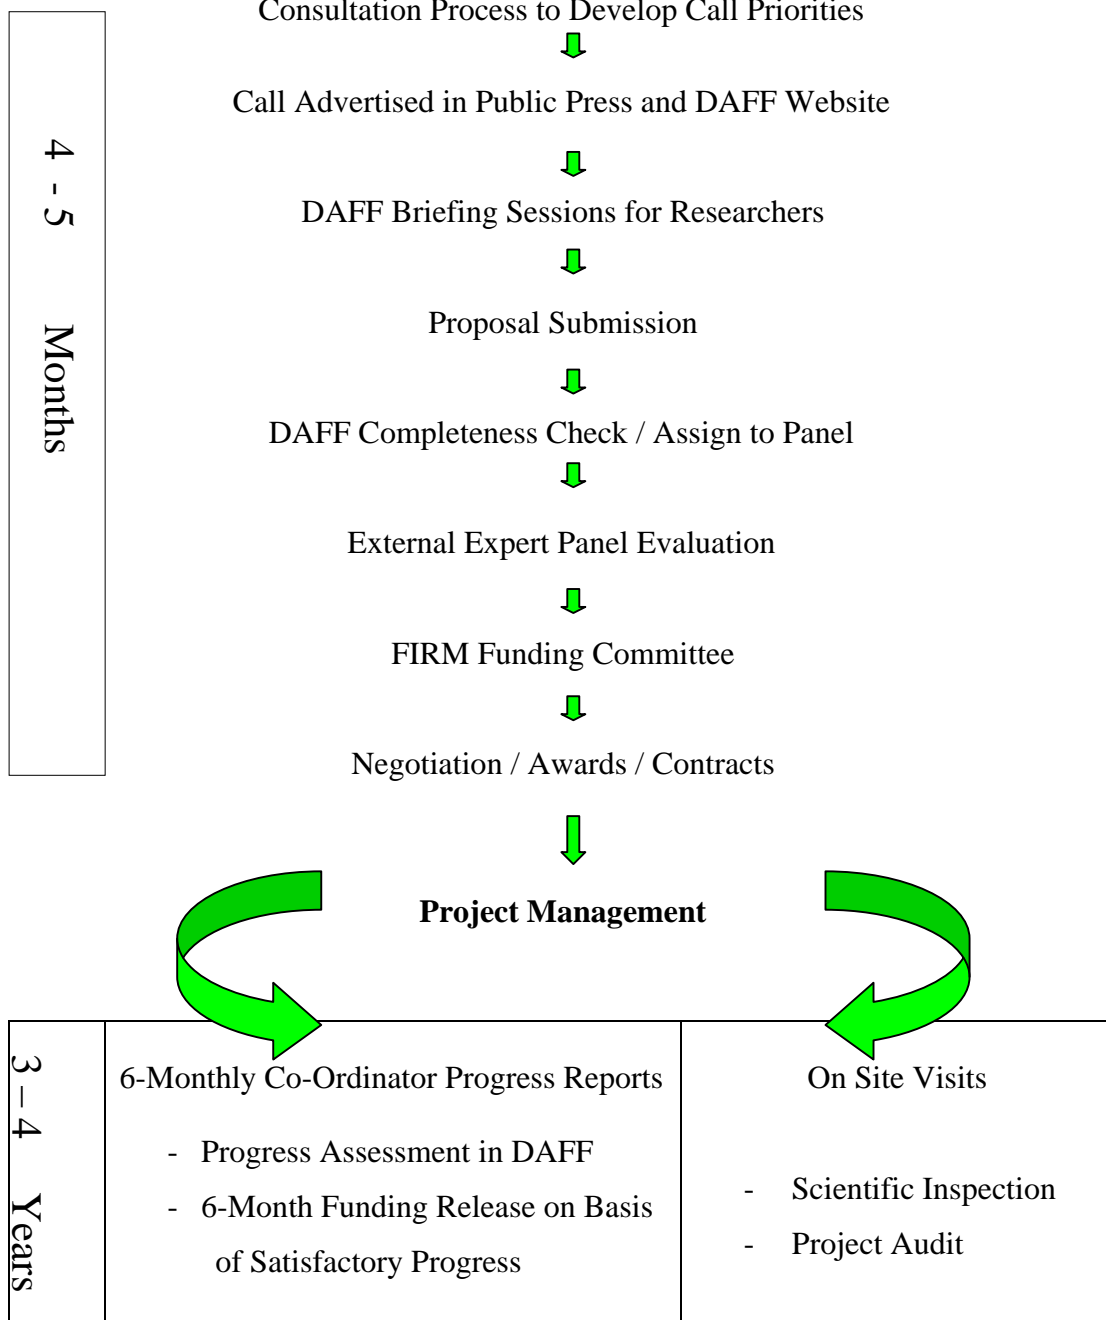 Consultation Process to Develop Call Priorities
Call Advertised in Public Press and DAFF Website
DAFF Briefing Sessions for Researchers
Proposal Submission
DAFF Completeness Check / Assign to Panel
External Expert Panel Evaluation
FIRM Funding Committee
Negotiation / Awards / Contracts
4 - 5 Months
Project Management
3 – 4 Years
6-Monthly Co-Ordinator Progress Reports
- Progress Assessment in DAFF
- 6-Month Funding Release on Basis
of Satisfactory Progress
On Site Visits
- Scientific Inspection
- Project Audit